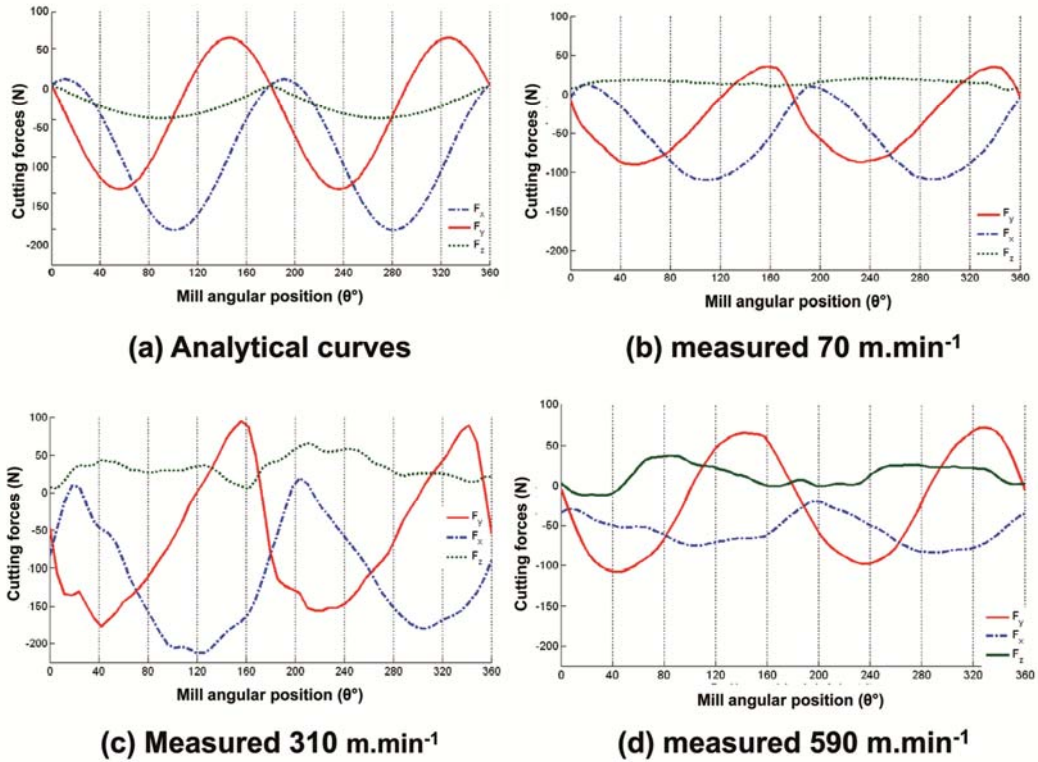 100
50
0
-50
-100
-150
-200
Cutting forces (N)
Fx
Fy
Fz
0 40 80 120 160 200 240 280 320 360
Mill angular position (θ°)
(a) Analytical curves
100
50
0
-50
-100
-150
-200
Cutting forces (N)
Fy
Fx
Fz
0 40 80 120 160 200 240 280 320 360
Mill angular position (θ°)
(b) measured 70 m.min-1
100
50
0
-50
-100
-150
-200
Cutting forces (N)
Fy
Fx
Fz
0 40 80 120 160 200 240 280 320 360
Mill angular position (θ°)
(c) Measured 310 m.min-1
100
50
0
-50
-100
-150
-200
Cutting forces (N)
Fy
Fx
Fz
0 40 80 120 160 200 240 280 320 360
Mill angular position (θ°)
(d) measured 590 m.min-1